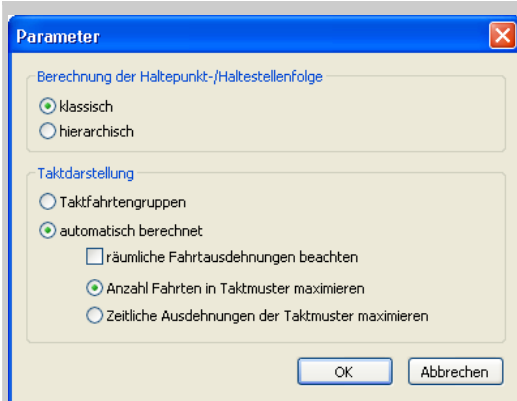 Parameter
Berechnung der Haltepunkt-/Haltestellenfolge
klassisch
hierarchisch
Taktdarstellung
Taktfahrtengruppen
automatisch berechnet
räumliche Fahrtausdehnungen beachten
Anzahl Fahrten in Taktmuster maximieren
Zeitliche Ausdehnungen der Taktmuster maximieren
OK Abbrechen